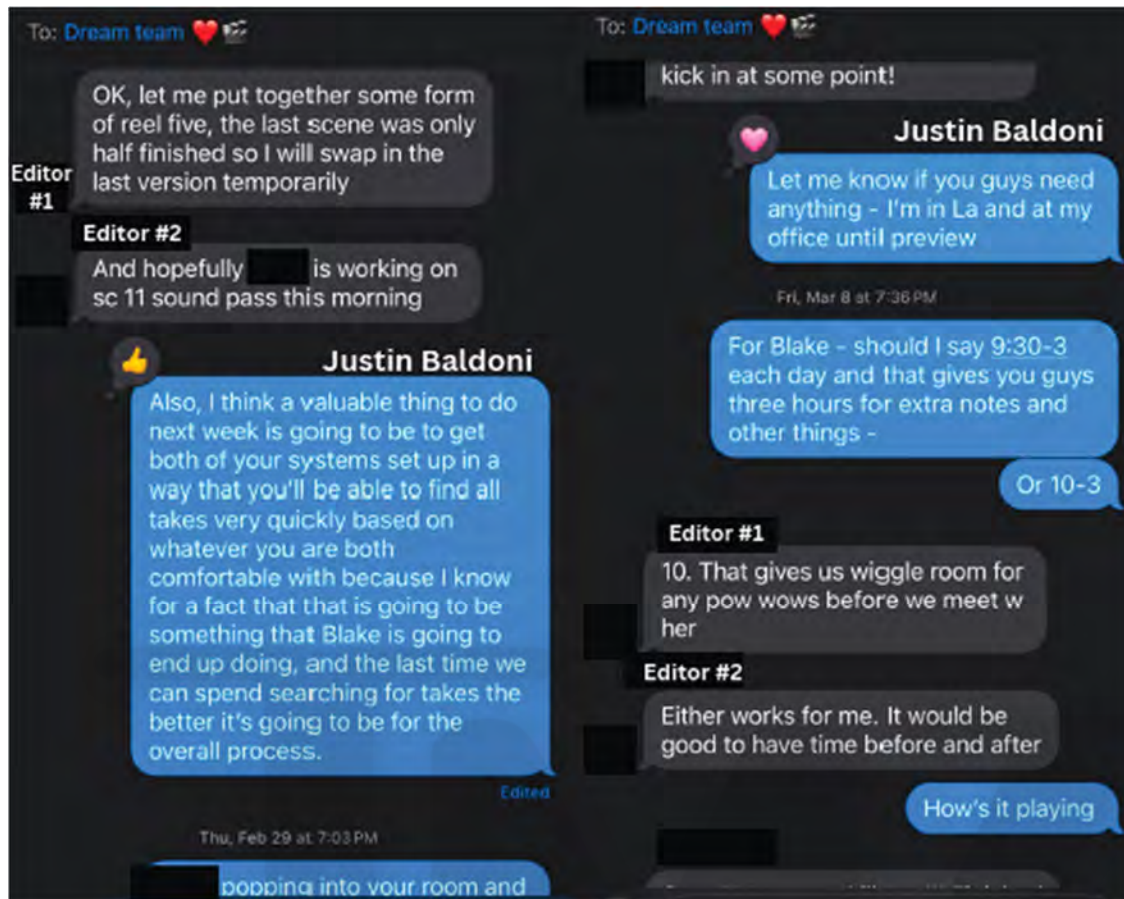 To: Dream team ❤️🎬
OK, let me put together some form
of reel five, the last scene was only
half finished so I will swap in the
last version temporarily
Editor
#1
Editor #2
And hopefully is working on
sc 11 sound pass this morning
Justin Baldoni
Also, I think a valuable thing to do
next week is going to be to get
both of your systems set up in a
way that you'll be able to find all
takes very quickly based on
whatever you are both
comfortable with because I know
for a fact that that is going to be
something that Blake is going to
end up doing, and the last time we
can spend searching for takes the
better it's going to be for the
overall process.
Edited
Thu, Feb 29 at 7:03 PM
popping into your room and
To: Dream team ❤️🎬
kick in at some point!
Justin Baldoni
Let me know if you guys need
anything - I'm in La and at my
office until preview
Fri, Mar 8 at 7:36 PM
For Blake - should I say 9:30-3
each day and that gives you guys
three hours for extra notes and
other things -
Or 10-3
Editor #1
10. That gives us wiggle room for
any pow wows before we meet w
her
Editor #2
Either works for me. It would be
good to have time before and after
How's it playing